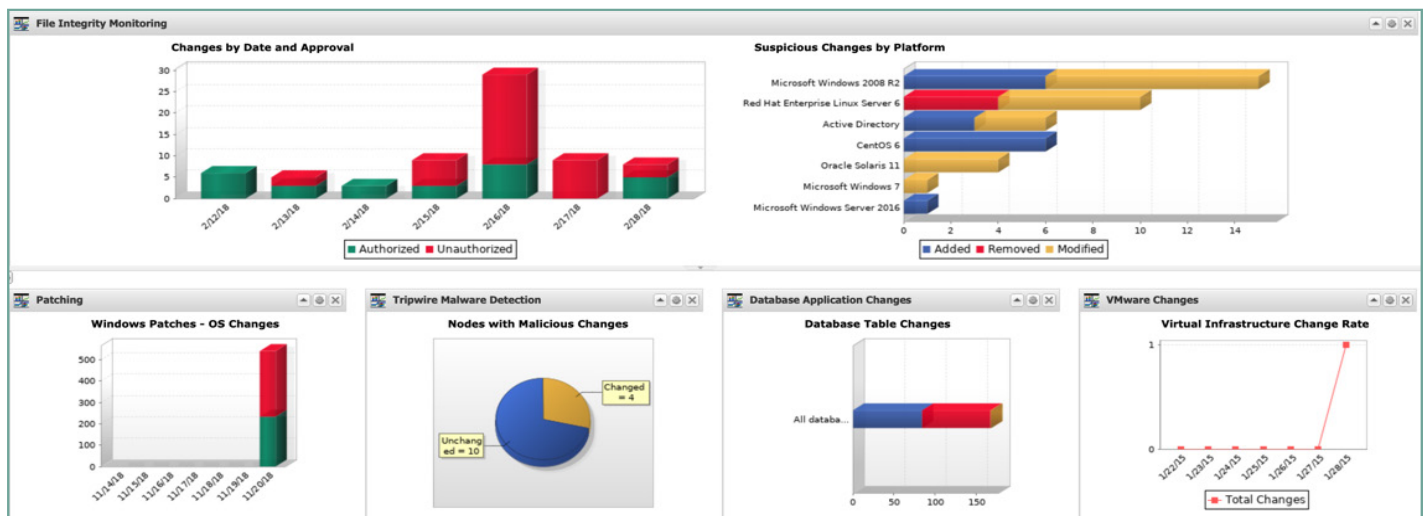 File Integrity Monitoring
Changes by Date and Approval
30
25
20
15
10
5
0
2/12/18
2/13/18
2/14/18
2/15/18
2/16/18
2/17/18
2/18/18
Authorized Unauthorized
Suspicious Changes by Platform
Microsoft Windows 2008 R2
Red Hat Enterprise Linux Server 6
Active Directory
CentOS 6
Oracle Solaris 11
Microsoft Windows 7
Microsoft Windows Server 2016
0 2 4 6 8 10 12 14
Added Removed Modified
Patching
Windows Patches - OS Changes
500
400
300
200
100
0
11/14/18
11/15/18
11/16/18
11/17/18
11/18/18
11/19/18
11/20/18
Tripwire Malware Detection
Nodes with Malicious Changes
Changed
= 4
Unchang
ed = 10
Database Application Changes
Database Table Changes
All databa...
0 50 100 150
VMware Changes
Virtual Infrastructure Change Rate
1
0
1/22/15
1/23/15
1/24/15
1/25/15
1/26/15
1/27/15
1/28/15
Total Changes